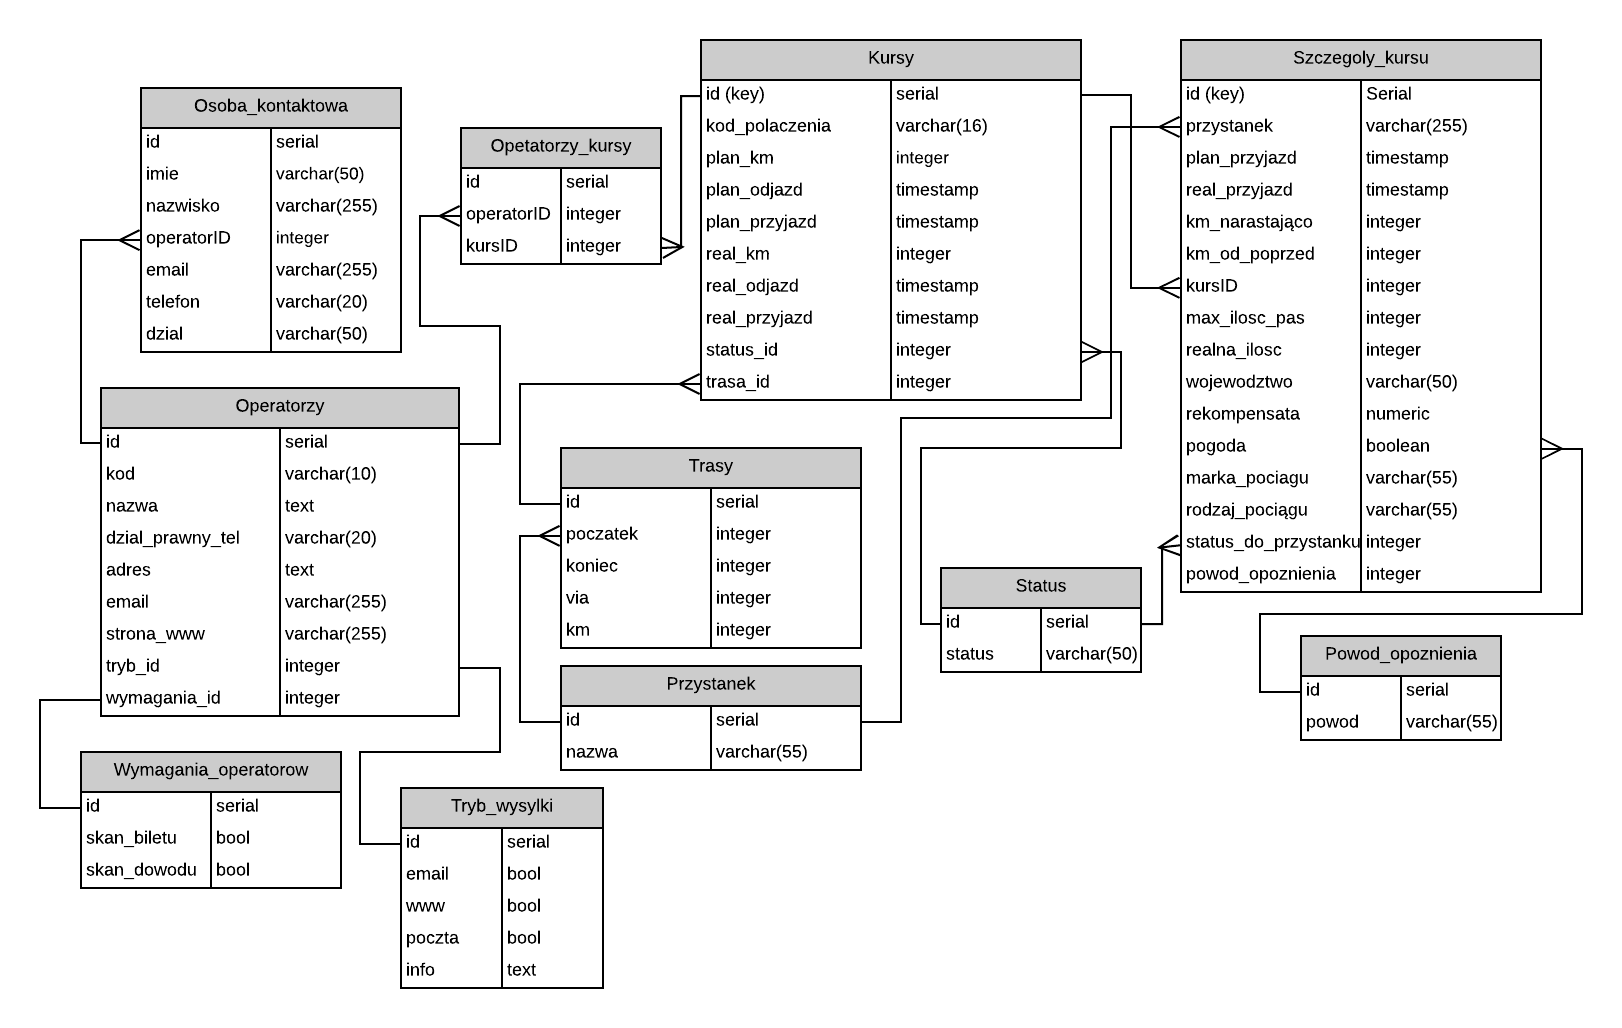 Osoba_kontaktowa
id serial
imie varchar(50)
nazwisko varchar(255)
operatorID integer
email varchar(255)
telefon varchar(20)
dzial varchar(50)
Opetatorzy_kursy
id serial
operatorID integer
kursID integer
Kursy
id (key) serial
kod_polaczenia varchar(16)
plan_km integer
plan_odjazd timestamp
plan_przyjazd timestamp
real_km integer
real_odjazd timestamp
real_przyjazd timestamp
status_id integer
trasa_id integer
Szczegoly_kursu
id (key) Serial
przystanek varchar(255)
plan_przyjazd timestamp
real_przyjazd timestamp
km_narastająco integer
km_od_poprzed integer
kursID integer
max_ilosc_pas integer
realna_ilosc integer
wojewodztwo varchar(50)
rekompensata numeric
pogoda boolean
marka_pociagu varchar(55)
rodzaj_pociągu varchar(55)
status_do_przystanku integer
powod_opoznienia integer
Operatorzy
id serial
kod varchar(10)
nazwa text
dzial_prawny_tel varchar(20)
adres text
email varchar(255)
strona_www varchar(255)
tryb_id integer
wymagania_id integer
Trasy
id serial
poczatek integer
koniec integer
via integer
km integer
Status
id serial
status varchar(50)
Powod_opoznienia
id serial
powod varchar(55)
Przystanek
id serial
nazwa varchar(55)
Wymagania_operatorow
id serial
skan_biletu bool
skan_dowodu bool
Tryb_wysylki
id serial
email bool
www bool
poczta bool
info text